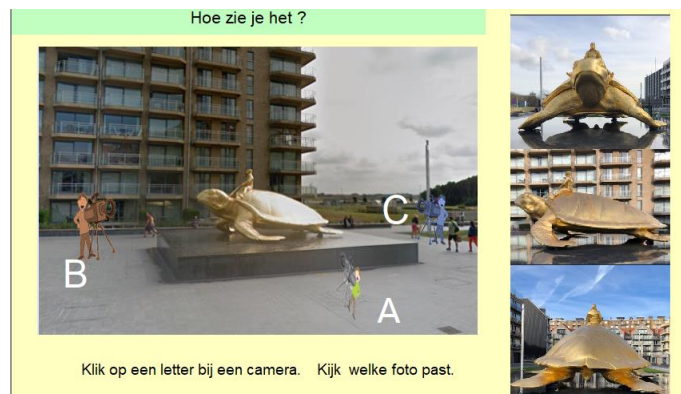 Hoe zie je het ?
C
B
A
Klik op een letter bij een camera. Kijk welke foto past.